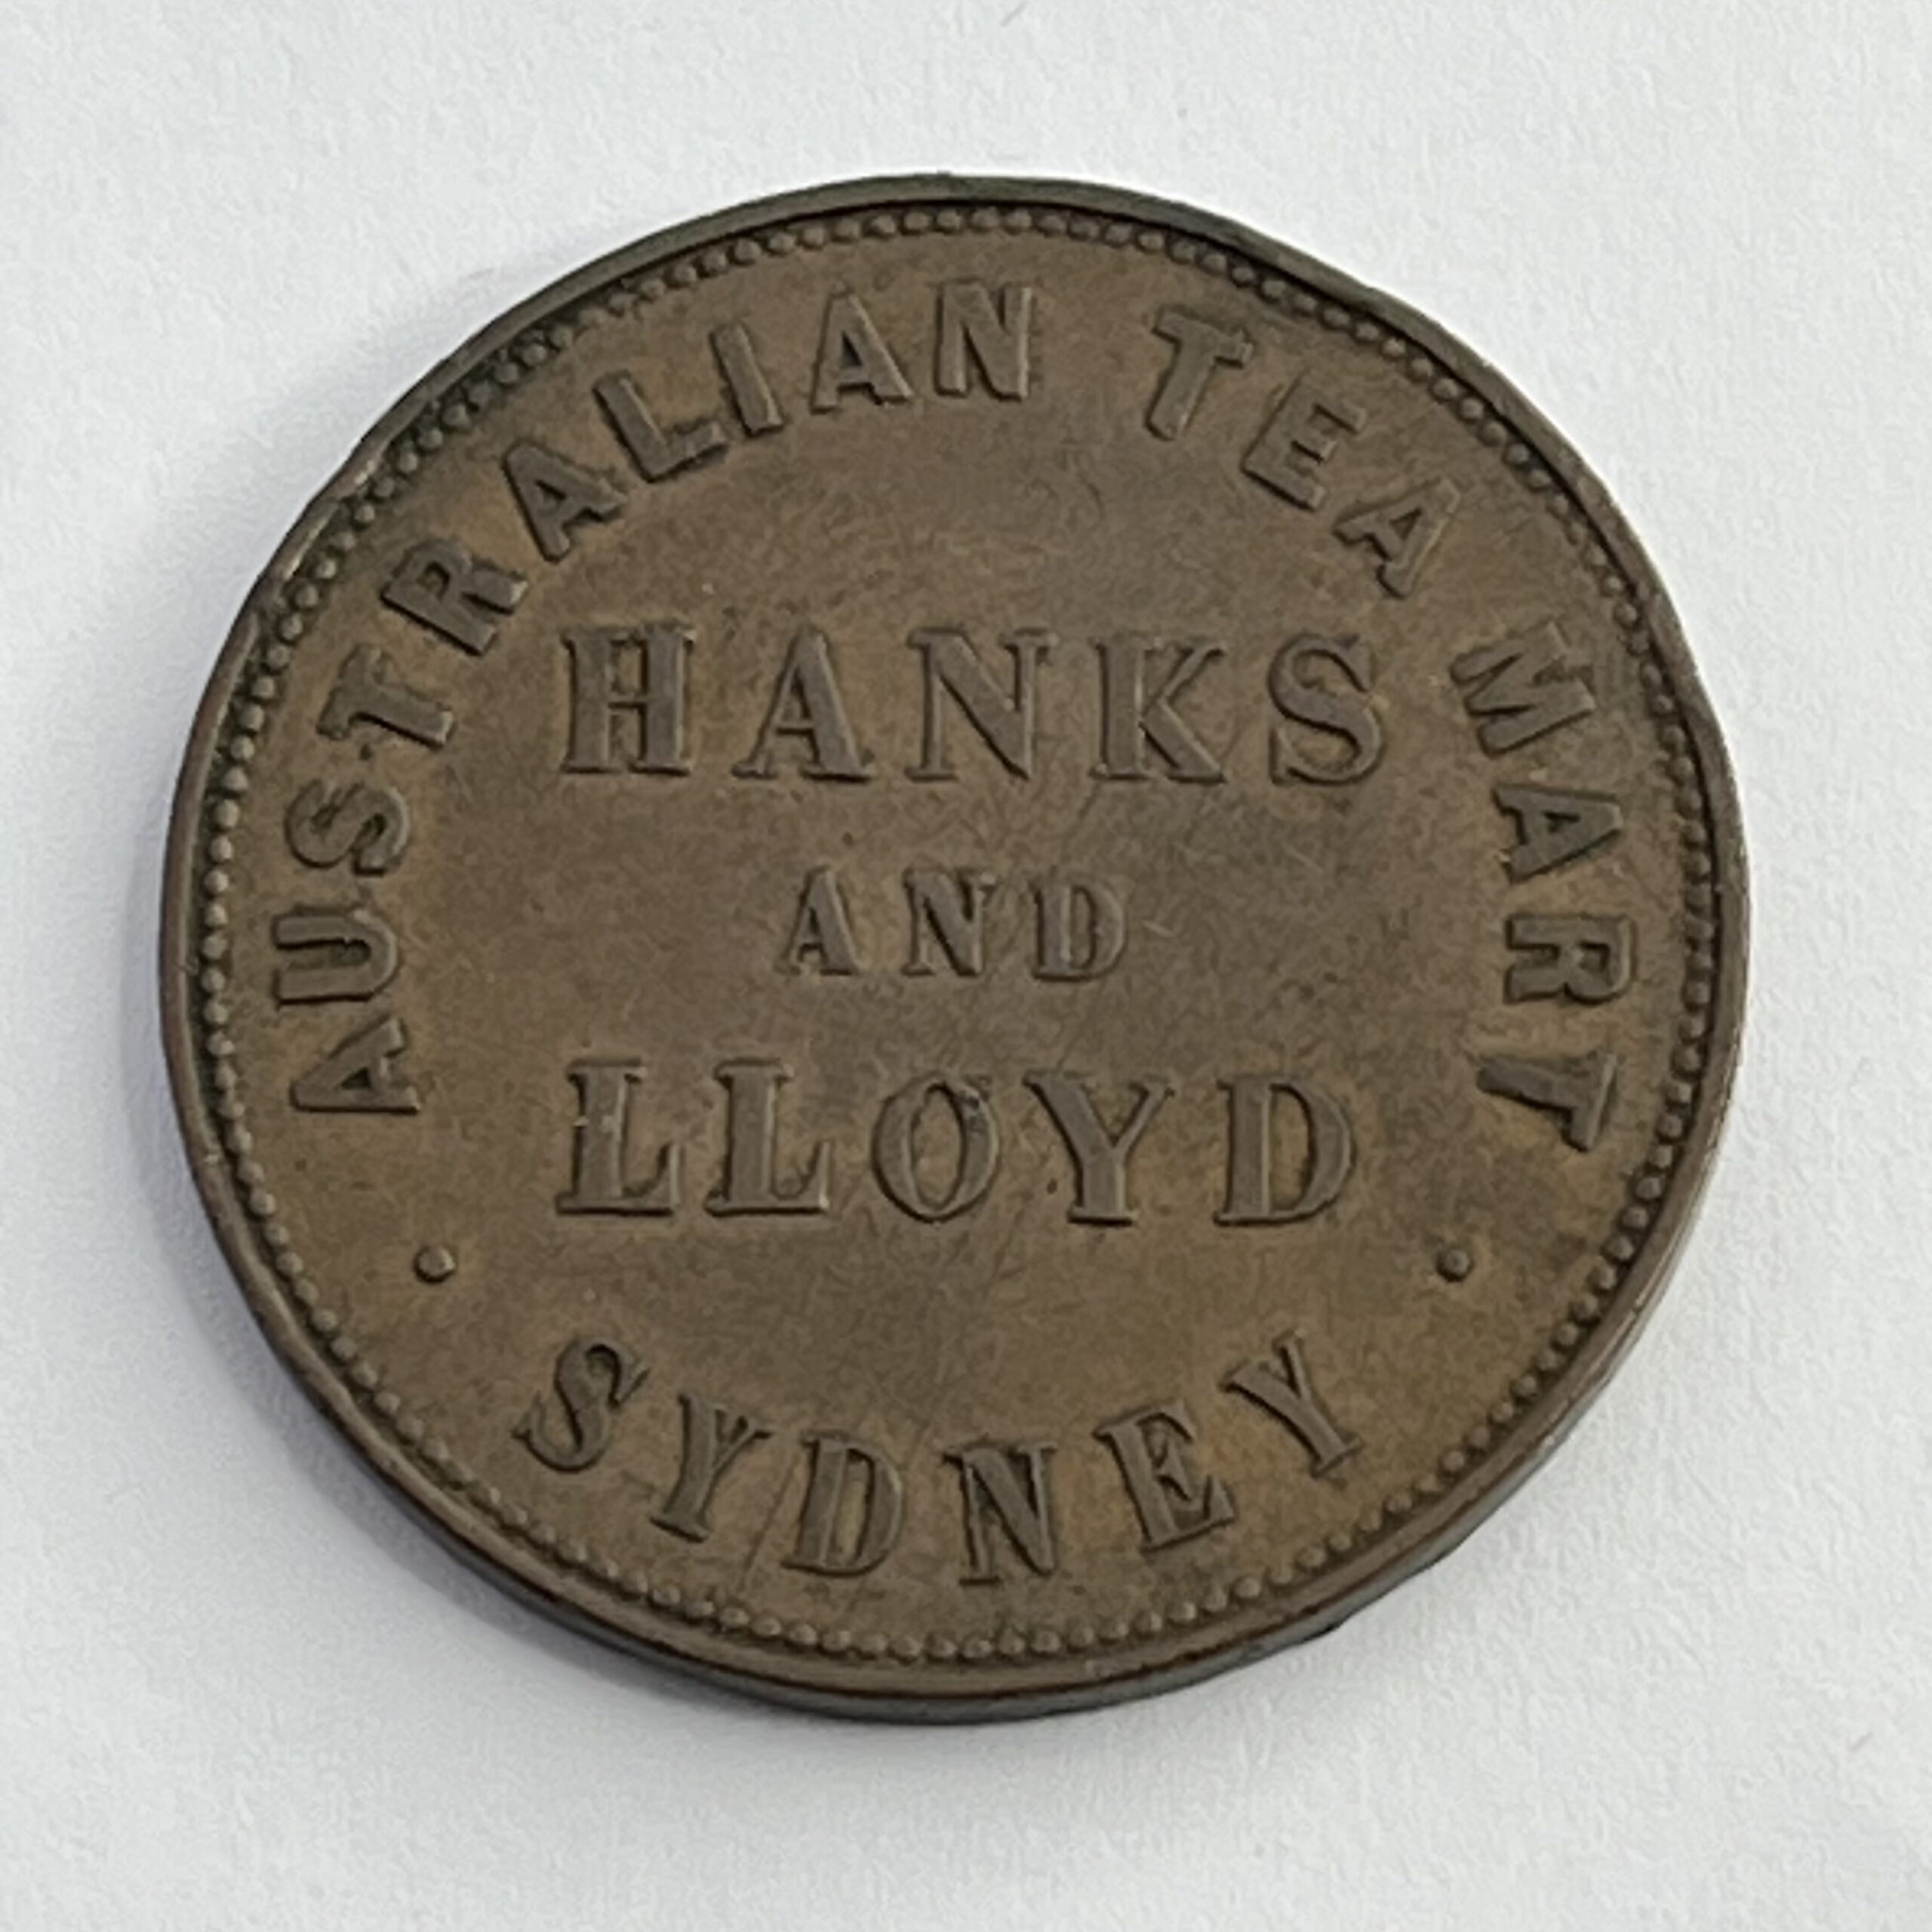 AUSTRALIAN TEA MART
HANKS
AND
LLOYD
· SYDNEY ·